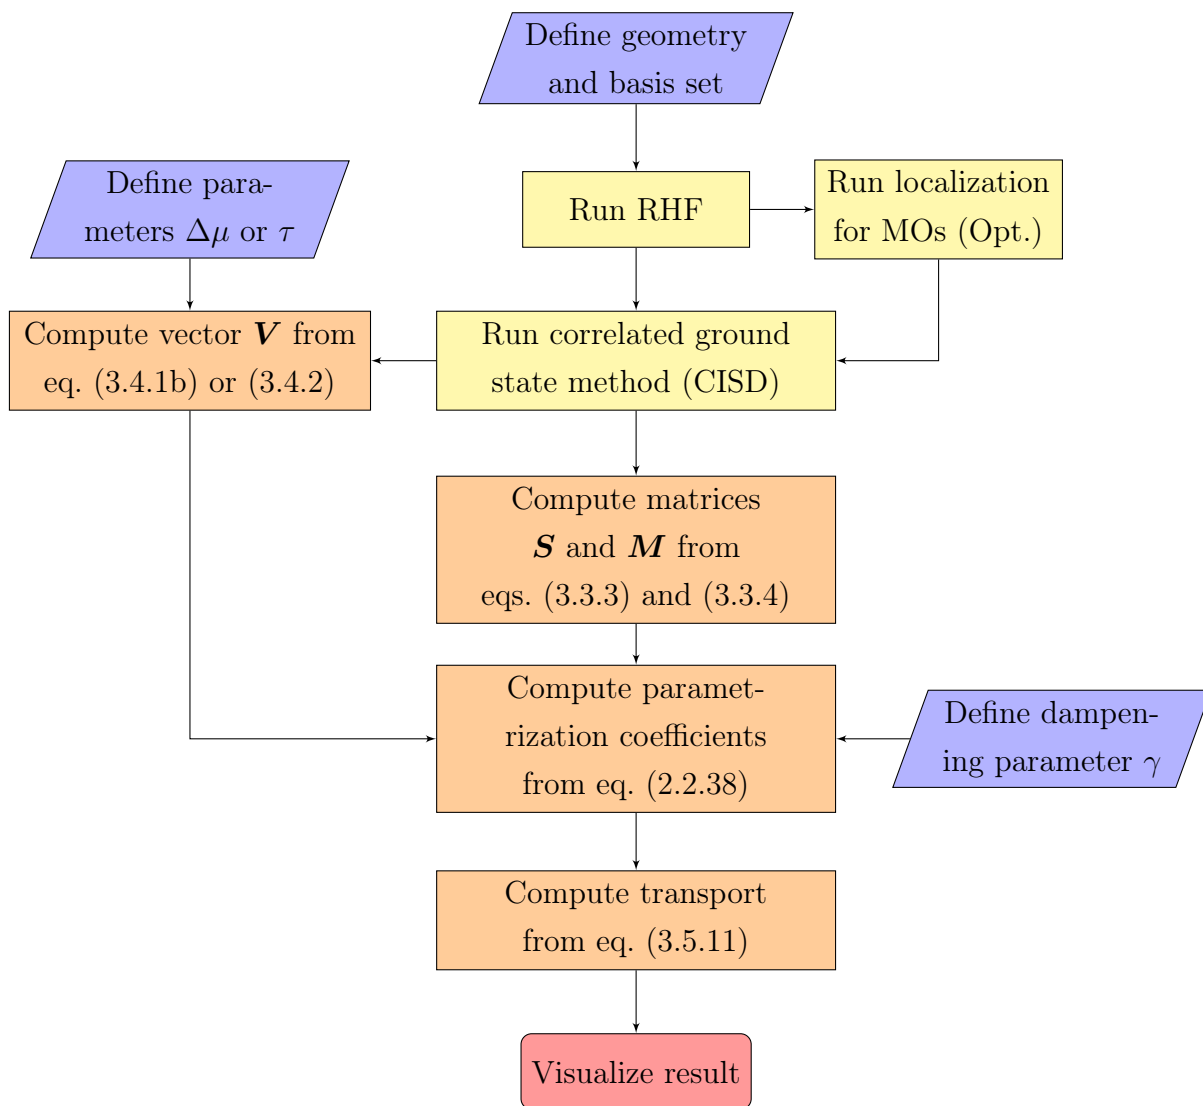 Define geometry
and basis set
Define para-
meters Δμ or τ
Run RHF
Run localization
for MOs (Opt.)
Compute vector V from
eq. (3.4.1b) or (3.4.2)
Run correlated ground
state method (CISD)
Compute matrices
S and M from
eqs. (3.3.3) and (3.3.4)
Compute paramet-
rization coefficients
from eq. (2.2.38)
Define dampen-
ing parameter γ
Compute transport
from eq. (3.5.11)
Visualize result